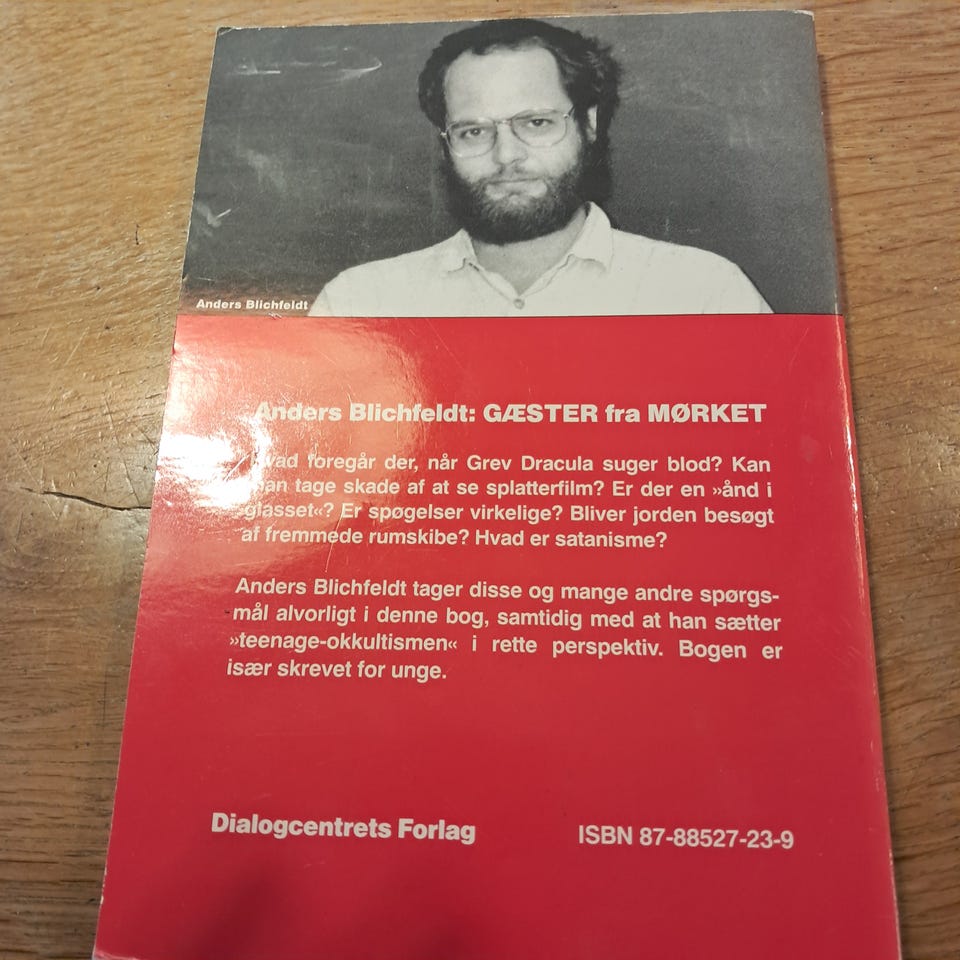 Anders Blichfeldt
Anders Blichfeldt: GÆSTER fra MØRKET
Hvad foregår der, når Grev Dracula suger blod? Kan
man tage skade af at se splatterfilm? Er der en »ånd i
glasset«? Er spøgelser virkelige? Bliver jorden besøgt
af fremmede rumskibe? Hvad er satanisme?
Anders Blichfeldt tager disse og mange andre spørgs-
mål alvorligt i denne bog, samtidig med at han sætter
»teenage-okkultismen« i rette perspektiv. Bogen er
især skrevet for unge.
Dialogcentrets Forlag
ISBN 87-88527-23-9